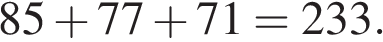 85 + 77 + 71 = 233.